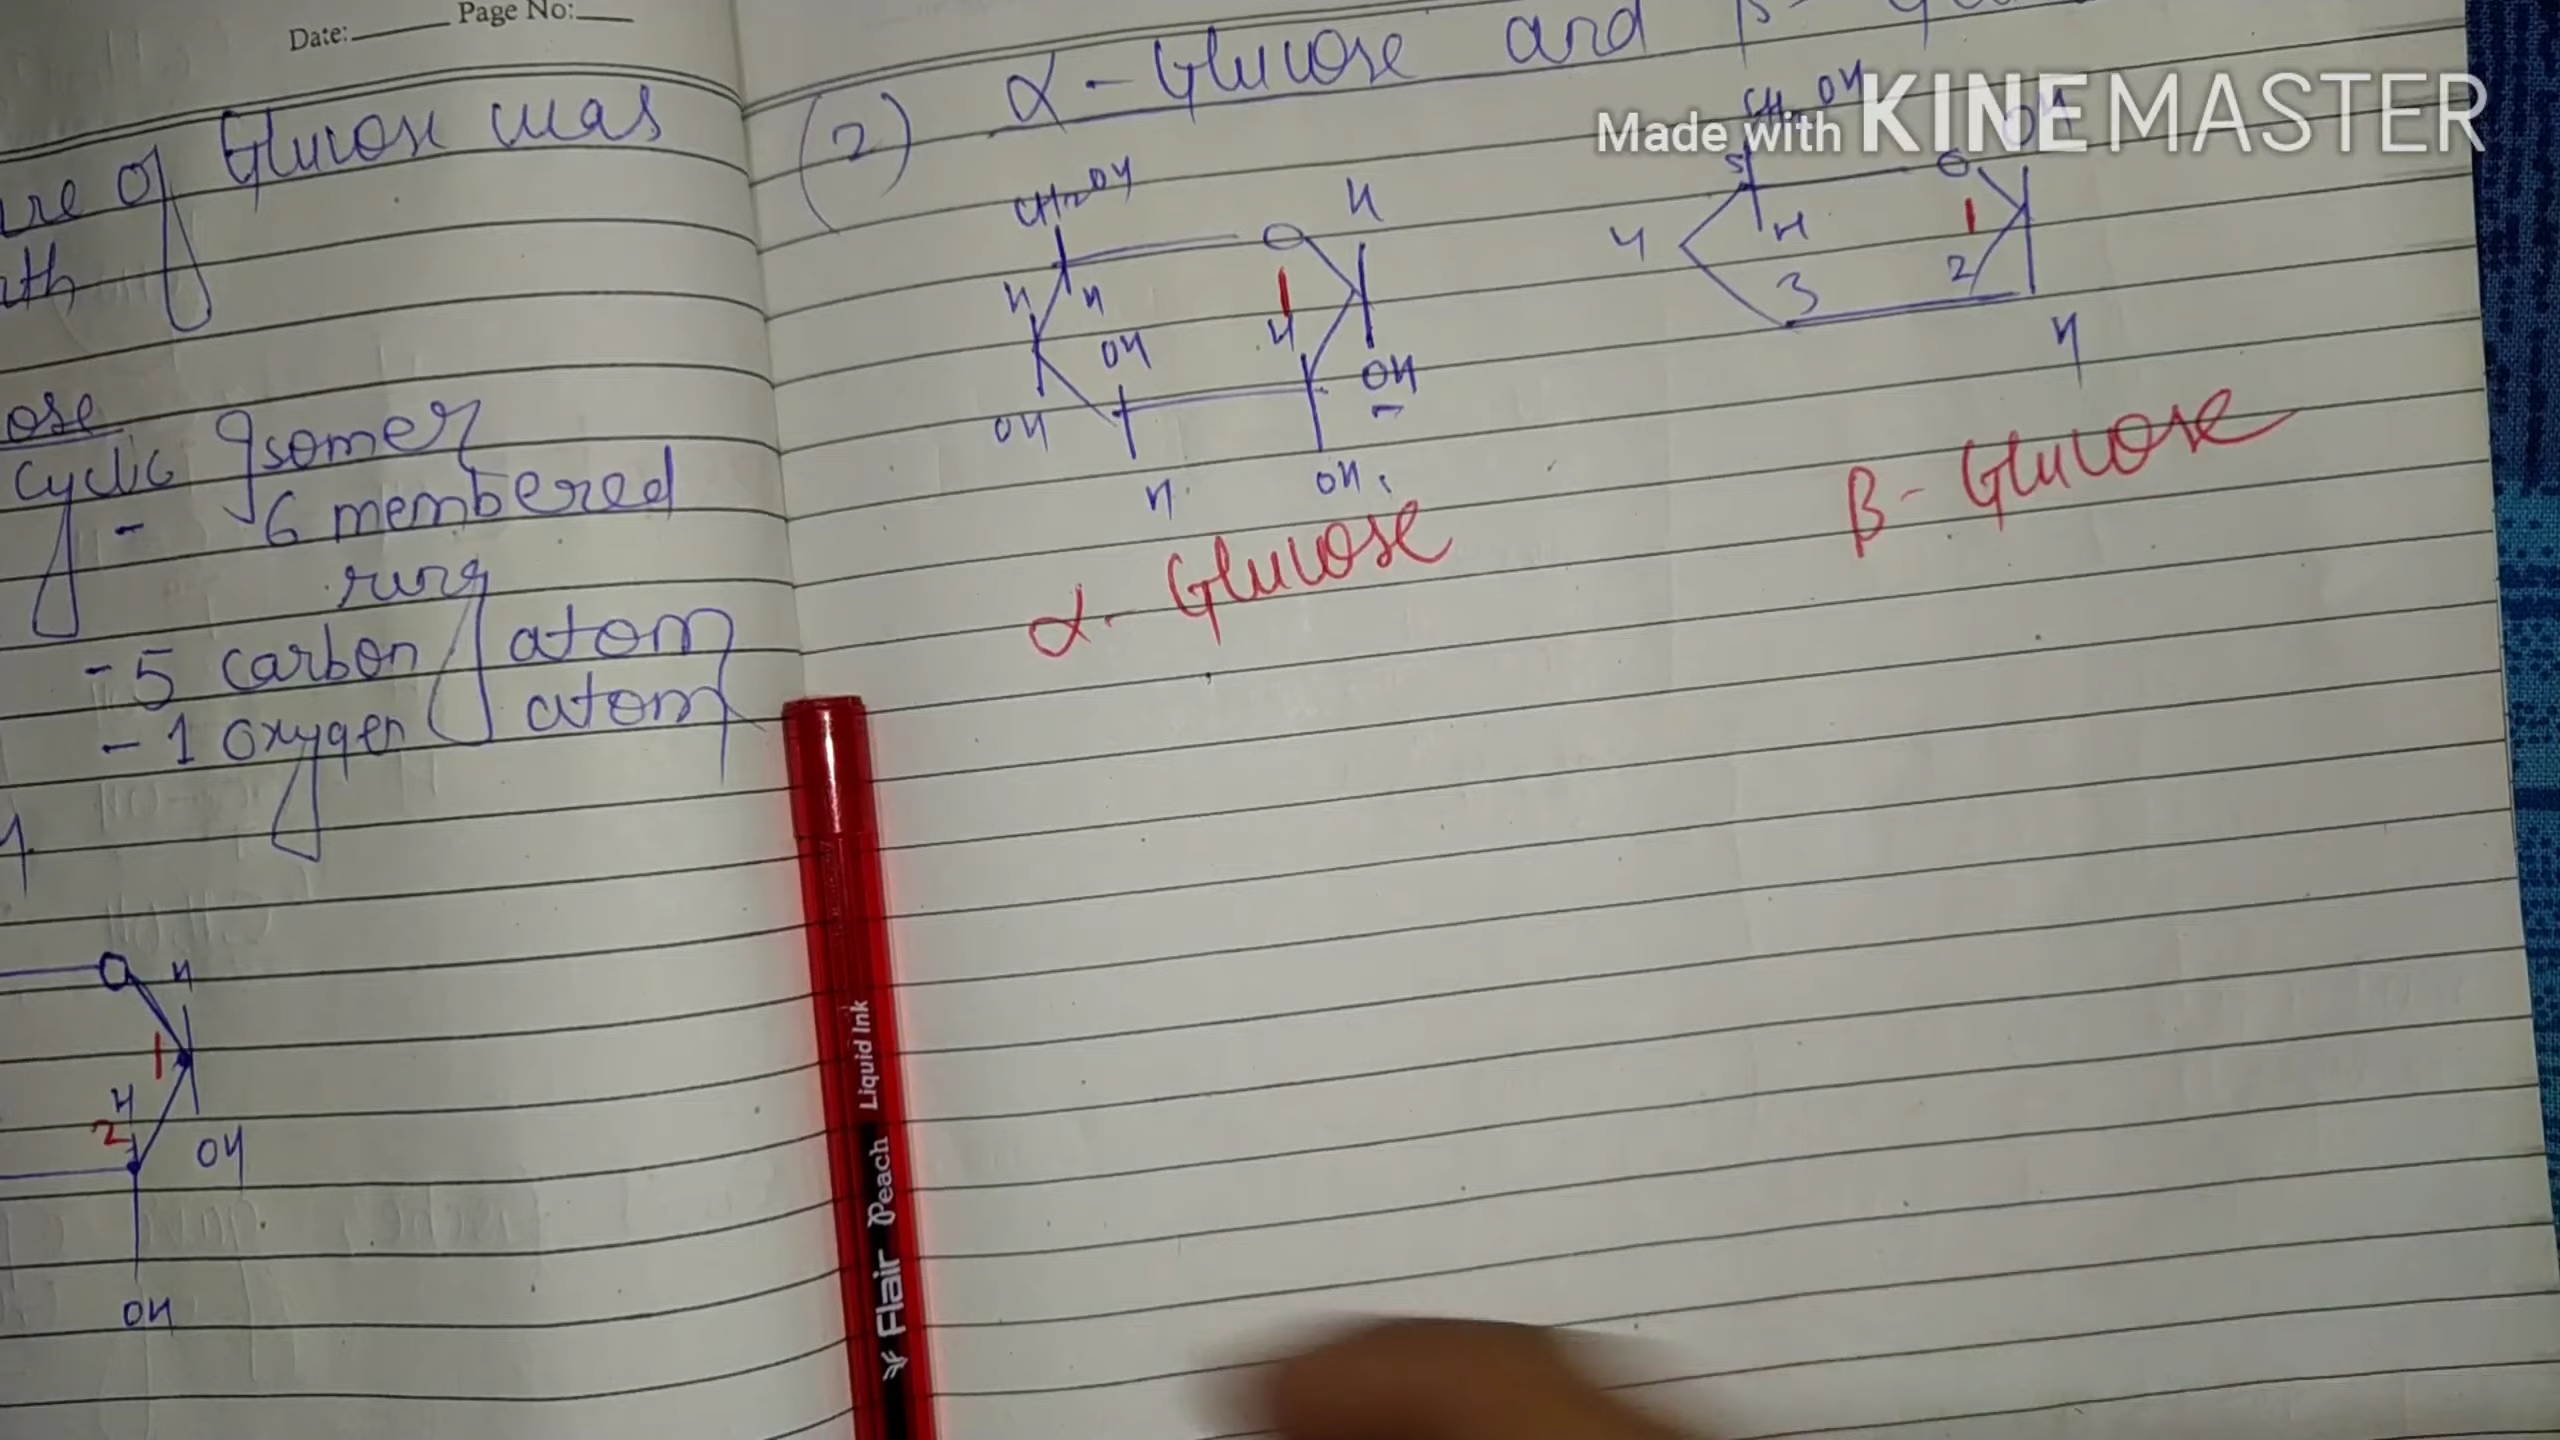 Date: Page No:
Glucose was
of
ose
Cyclic Isomer
- 6 membered
ring
- 5 carbon atom
- 1 oxygen atom
O H
1
H
2
OH
OH
(2) α-Glucose and β-
CH2OH
O H
H H
1
OH H
OH
OH
H OH
α-Glucose
CH2OH OH
5 O
H 1
4
3 2
H
β-Glucose
Made with KINEMASTER
Flair Peach Liquid Ink